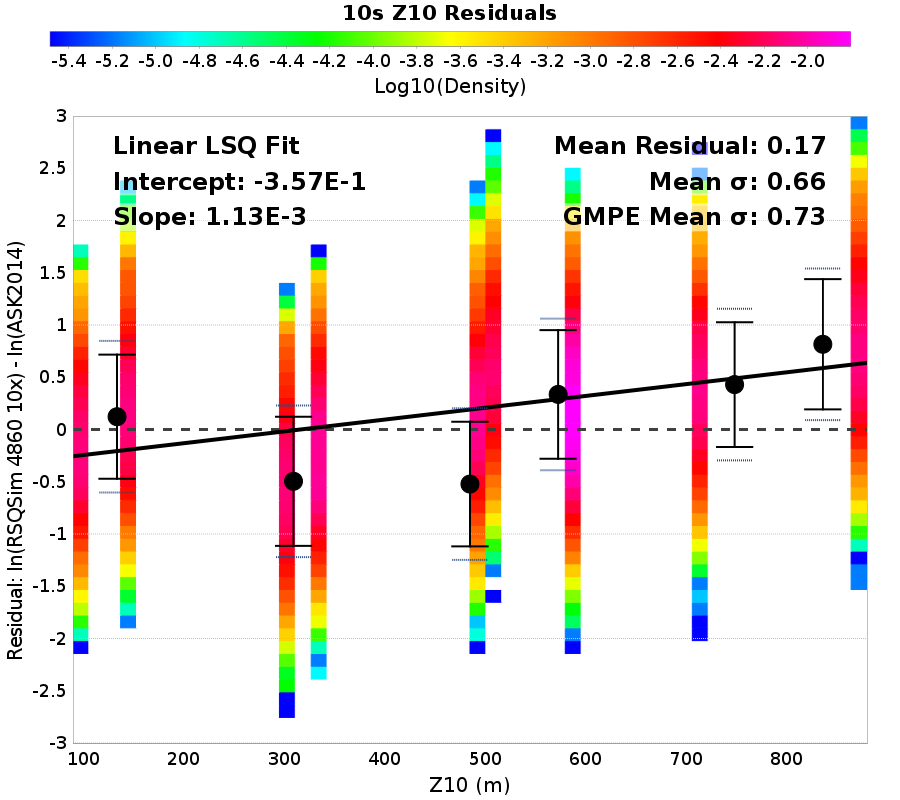 10s Z10 Residuals
-5.4 -5.2 -5.0 -4.8 -4.6 -4.4 -4.2 -4.0 -3.8 -3.6 -3.4 -3.2 -3.0 -2.8 -2.6 -2.4 -2.2 -2.0
Log10(Density)
Linear LSQ Fit
Intercept: -3.57E-1
Slope: 1.13E-3
Mean Residual: 0.17
Mean σ: 0.66
GMPE Mean σ: 0.73
Residual: ln(RSQSim 4860 10x) - ln(ASK2014)
3
2.5
2
1.5
1
0.5
0
-0.5
-1
-1.5
-2
-2.5
-3
100 200 300 400 500 600 700 800
Z10 (m)